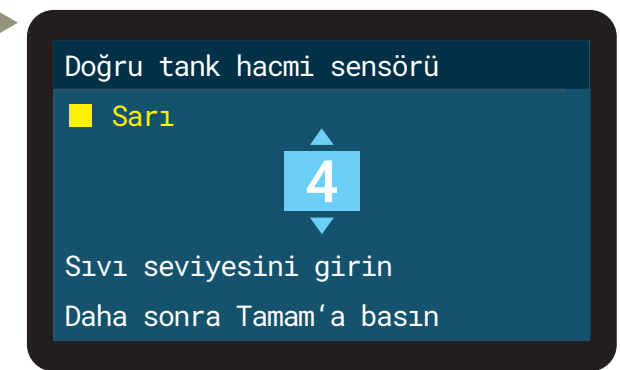 Doğru tank hacmi sensörü
Sarı
4
Sıvı seviyesini girin
Daha sonra Tamam‘a basın